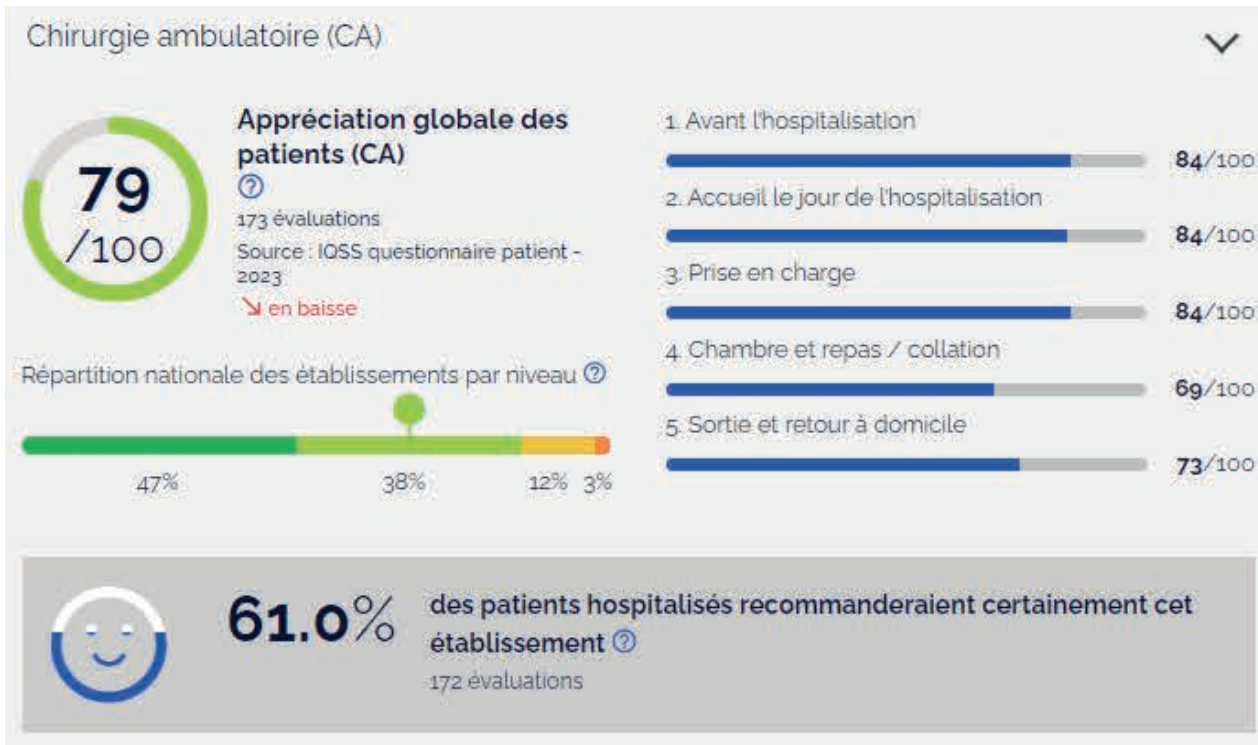 Chirurgie ambulatoire (CA)
79
/100
Appréciation globale des
patients (CA)
?
173 évaluations
Source : IQSS questionnaire patient -
2023
↘ en baisse
Répartition nationale des établissements par niveau ?
47% 38% 12% 3%
1. Avant l'hospitalisation
84/100
2. Accueil le jour de l'hospitalisation
84/100
3. Prise en charge
84/100
4. Chambre et repas / collation
69/100
5. Sortie et retour à domicile
73/100
61.0%
des patients hospitalisés recommanderaient certainement cet
établissement ?
172 évaluations